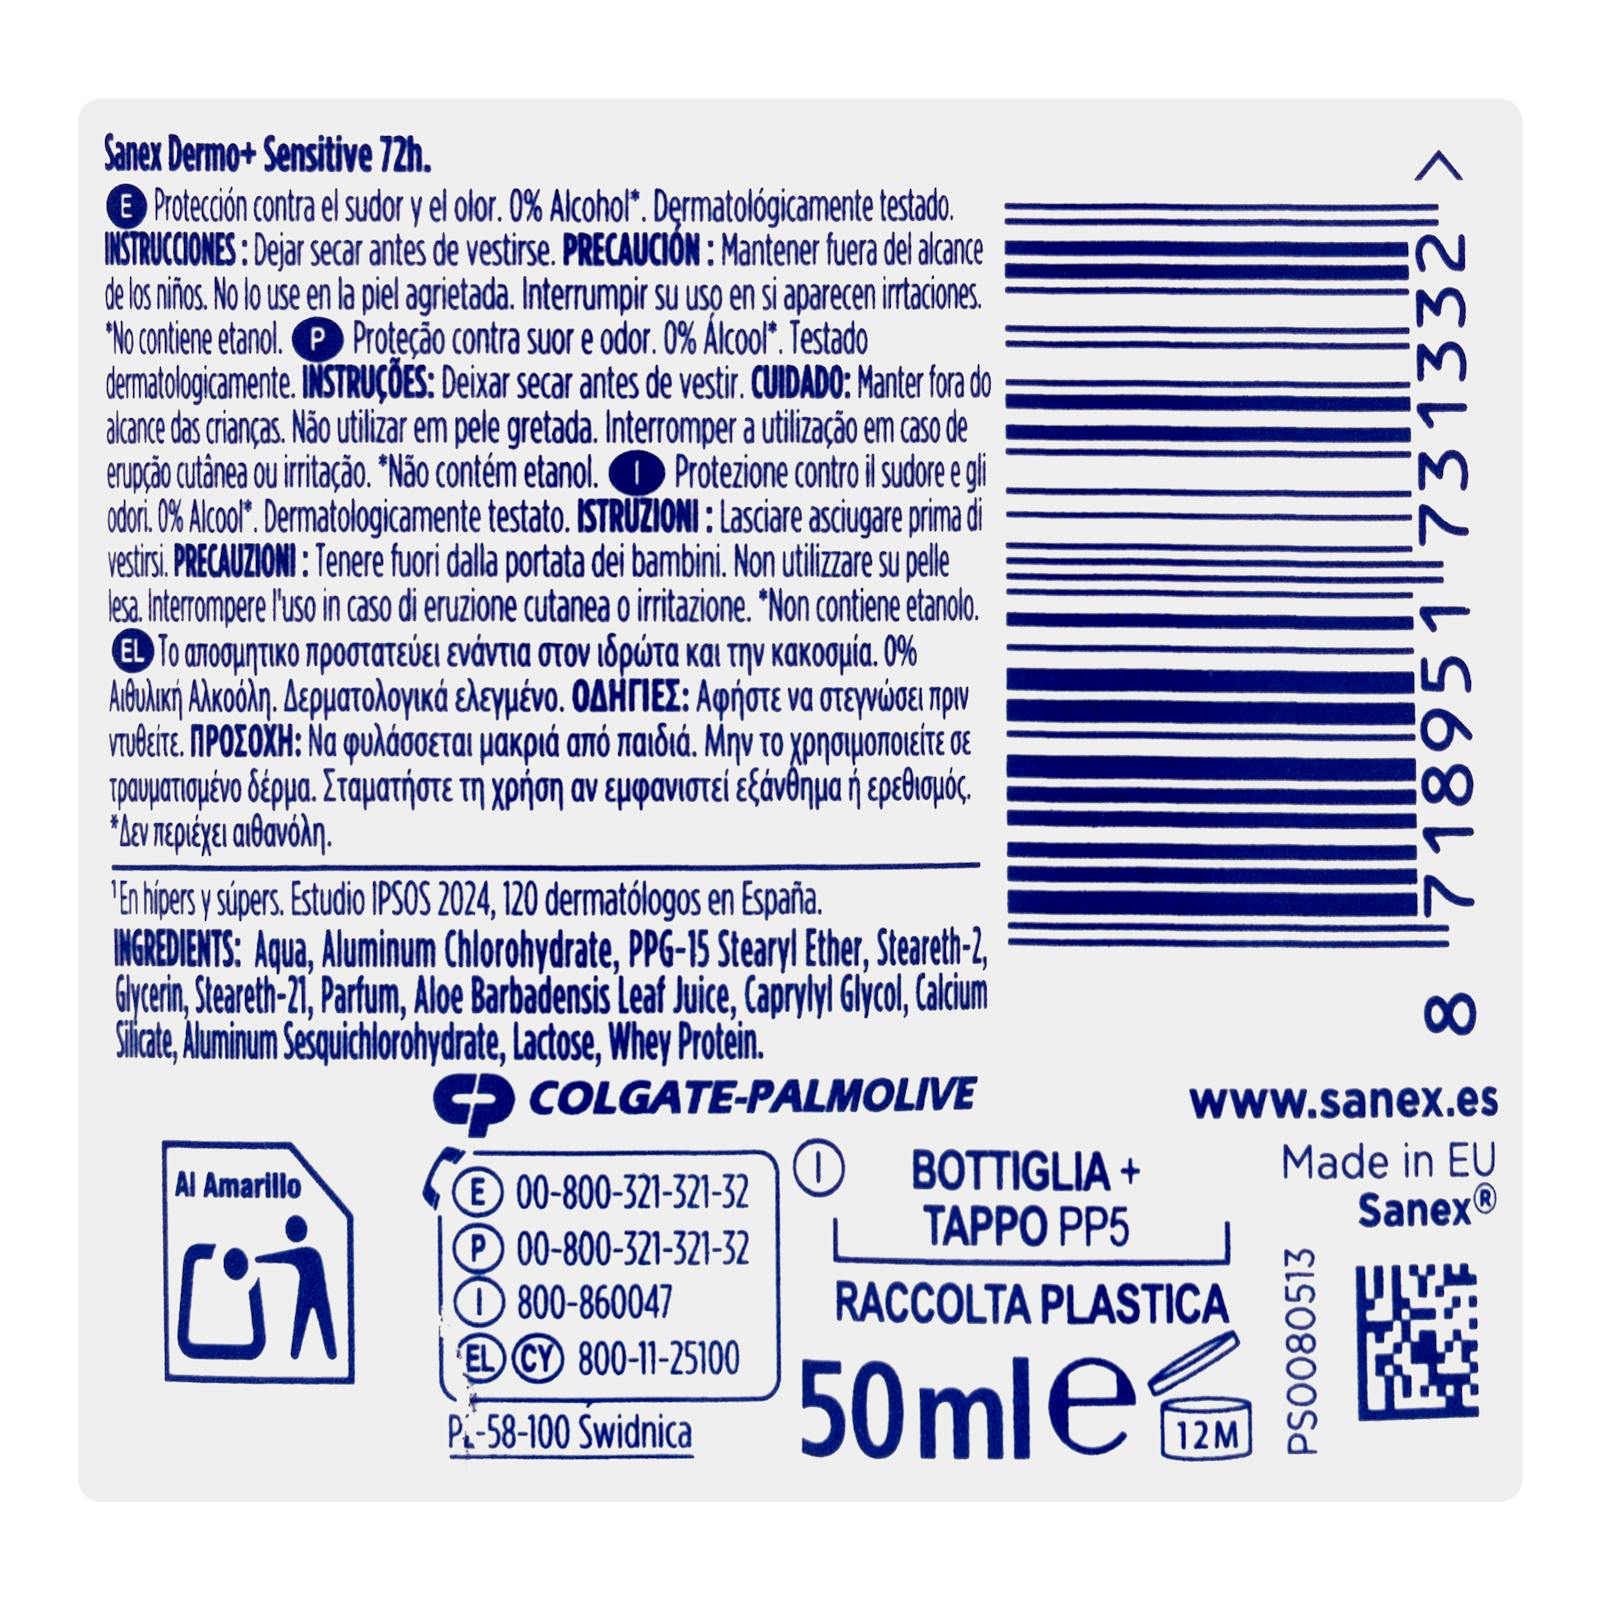 Sanex Dermo+ Sensitive 72h.
E Protección contra el sudor y el olor. 0% Alcohol*. Dermatológicamente testado.
INSTRUCCIONES : Dejar secar antes de vestirse. PRECAUCIÓN : Mantener fuera del alcance
de los niños. No lo use en la piel agrietada. Interrumpir su uso en si aparecen irrtaciones.
*No contiene etanol. P Proteção contra suor e odor. 0% Álcool*. Testado
dermatologicamente. INSTRUÇÕES: Deixar secar antes de vestir. CUIDADO: Manter fora do
alcance das crianças. Não utilizar em pele gretada. Interromper a utilização em caso de
erupção cutânea ou irritação. *Não contém etanol. I Protezione contro il sudore e gli
odori. 0% Alcool*. Dermatologicamente testato. ISTRUZIONI : Lasciare asciugare prima di
vestirsi. PRECAUZIONI : Tenere fuori dalla portata dei bambini. Non utilizzare su pelle
lesa. Interrompere l'uso in caso di eruzione cutanea o irritazione. *Non contiene etanolo.
EL Το αποσμητικο προστατεύει ενάντια στον ιδρώτα και την κακοσμία. 0%
Αιθυλική Αλκοόλη. Δερματολογικά ελεγμένο. ΟΔΗΓΙΕΣ: Αφήστε να στεγνώσει πριν
ντυθείτε. ΠΡΟΣΟΧΗ: Να φυλάσσεται μακριά από παιδιά. Μην το χρησιμοποιείτε σε
τραυματισμένο δέρμα. Σταματήστε τη χρήση αν εμφανιστεί εξάνθημα ή ερεθισμός.
*Δεν περιέχει αιθανόλη.
¹En hípers y súpers. Estudio IPSOS 2024, 120 dermatólogos en España.
INGREDIENTS: Aqua, Aluminum Chlorohydrate, PPG-15 Stearyl Ether, Steareth-2,
Glycerin, Steareth-21, Parfum, Aloe Barbadensis Leaf Juice, Caprylyl Glycol, Calcium
Silicate, Aluminum Sesquichlorohydrate, Lactose, Whey Protein.
8 718951 731332 >
CP COLGATE-PALMOLIVE
www.sanex.es
Made in EU
Sanex®
Al Amarillo
E 00-800-321-321-32
P 00-800-321-321-32
I 800-860047
EL CY 800-11-25100
PL-58-100 Świdnica
I BOTTIGLIA +
TAPPO PP5
RACCOLTA PLASTICA
50 ml e
12M
PS0080513